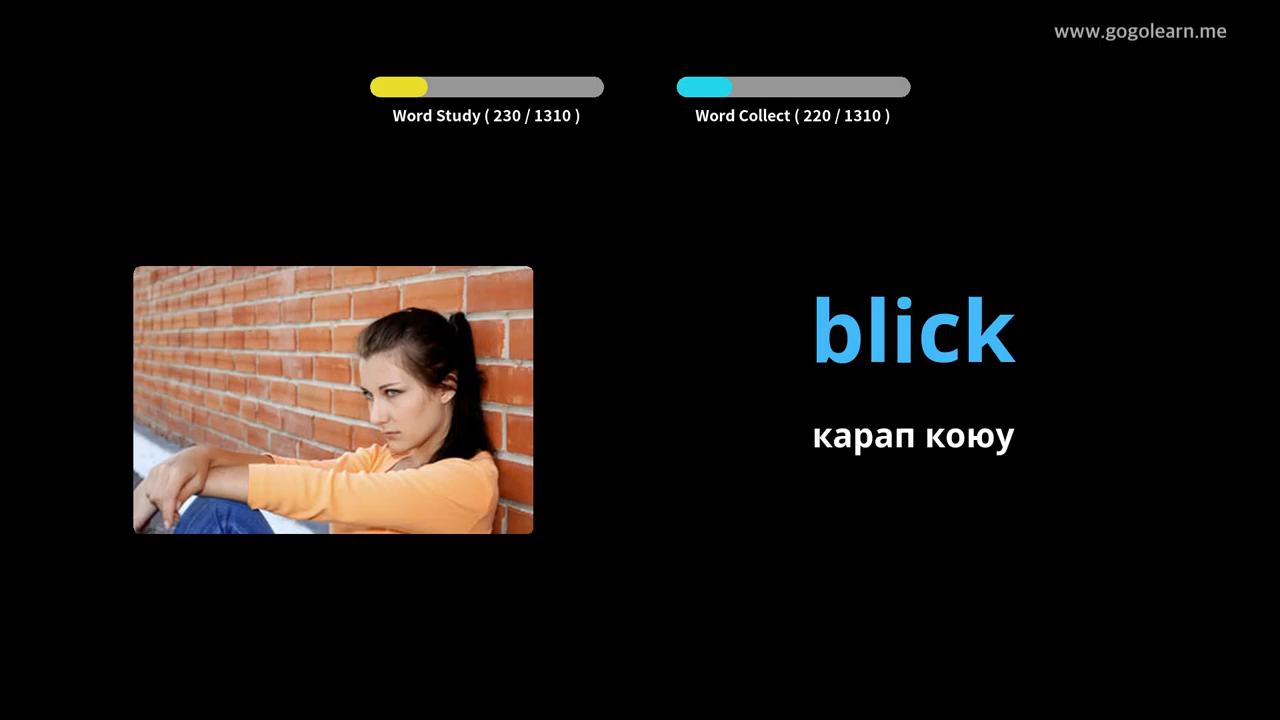 www.gogolearn.me
Word Study ( 230 / 1310 )
Word Collect ( 220 / 1310 )
blick
карап коюу